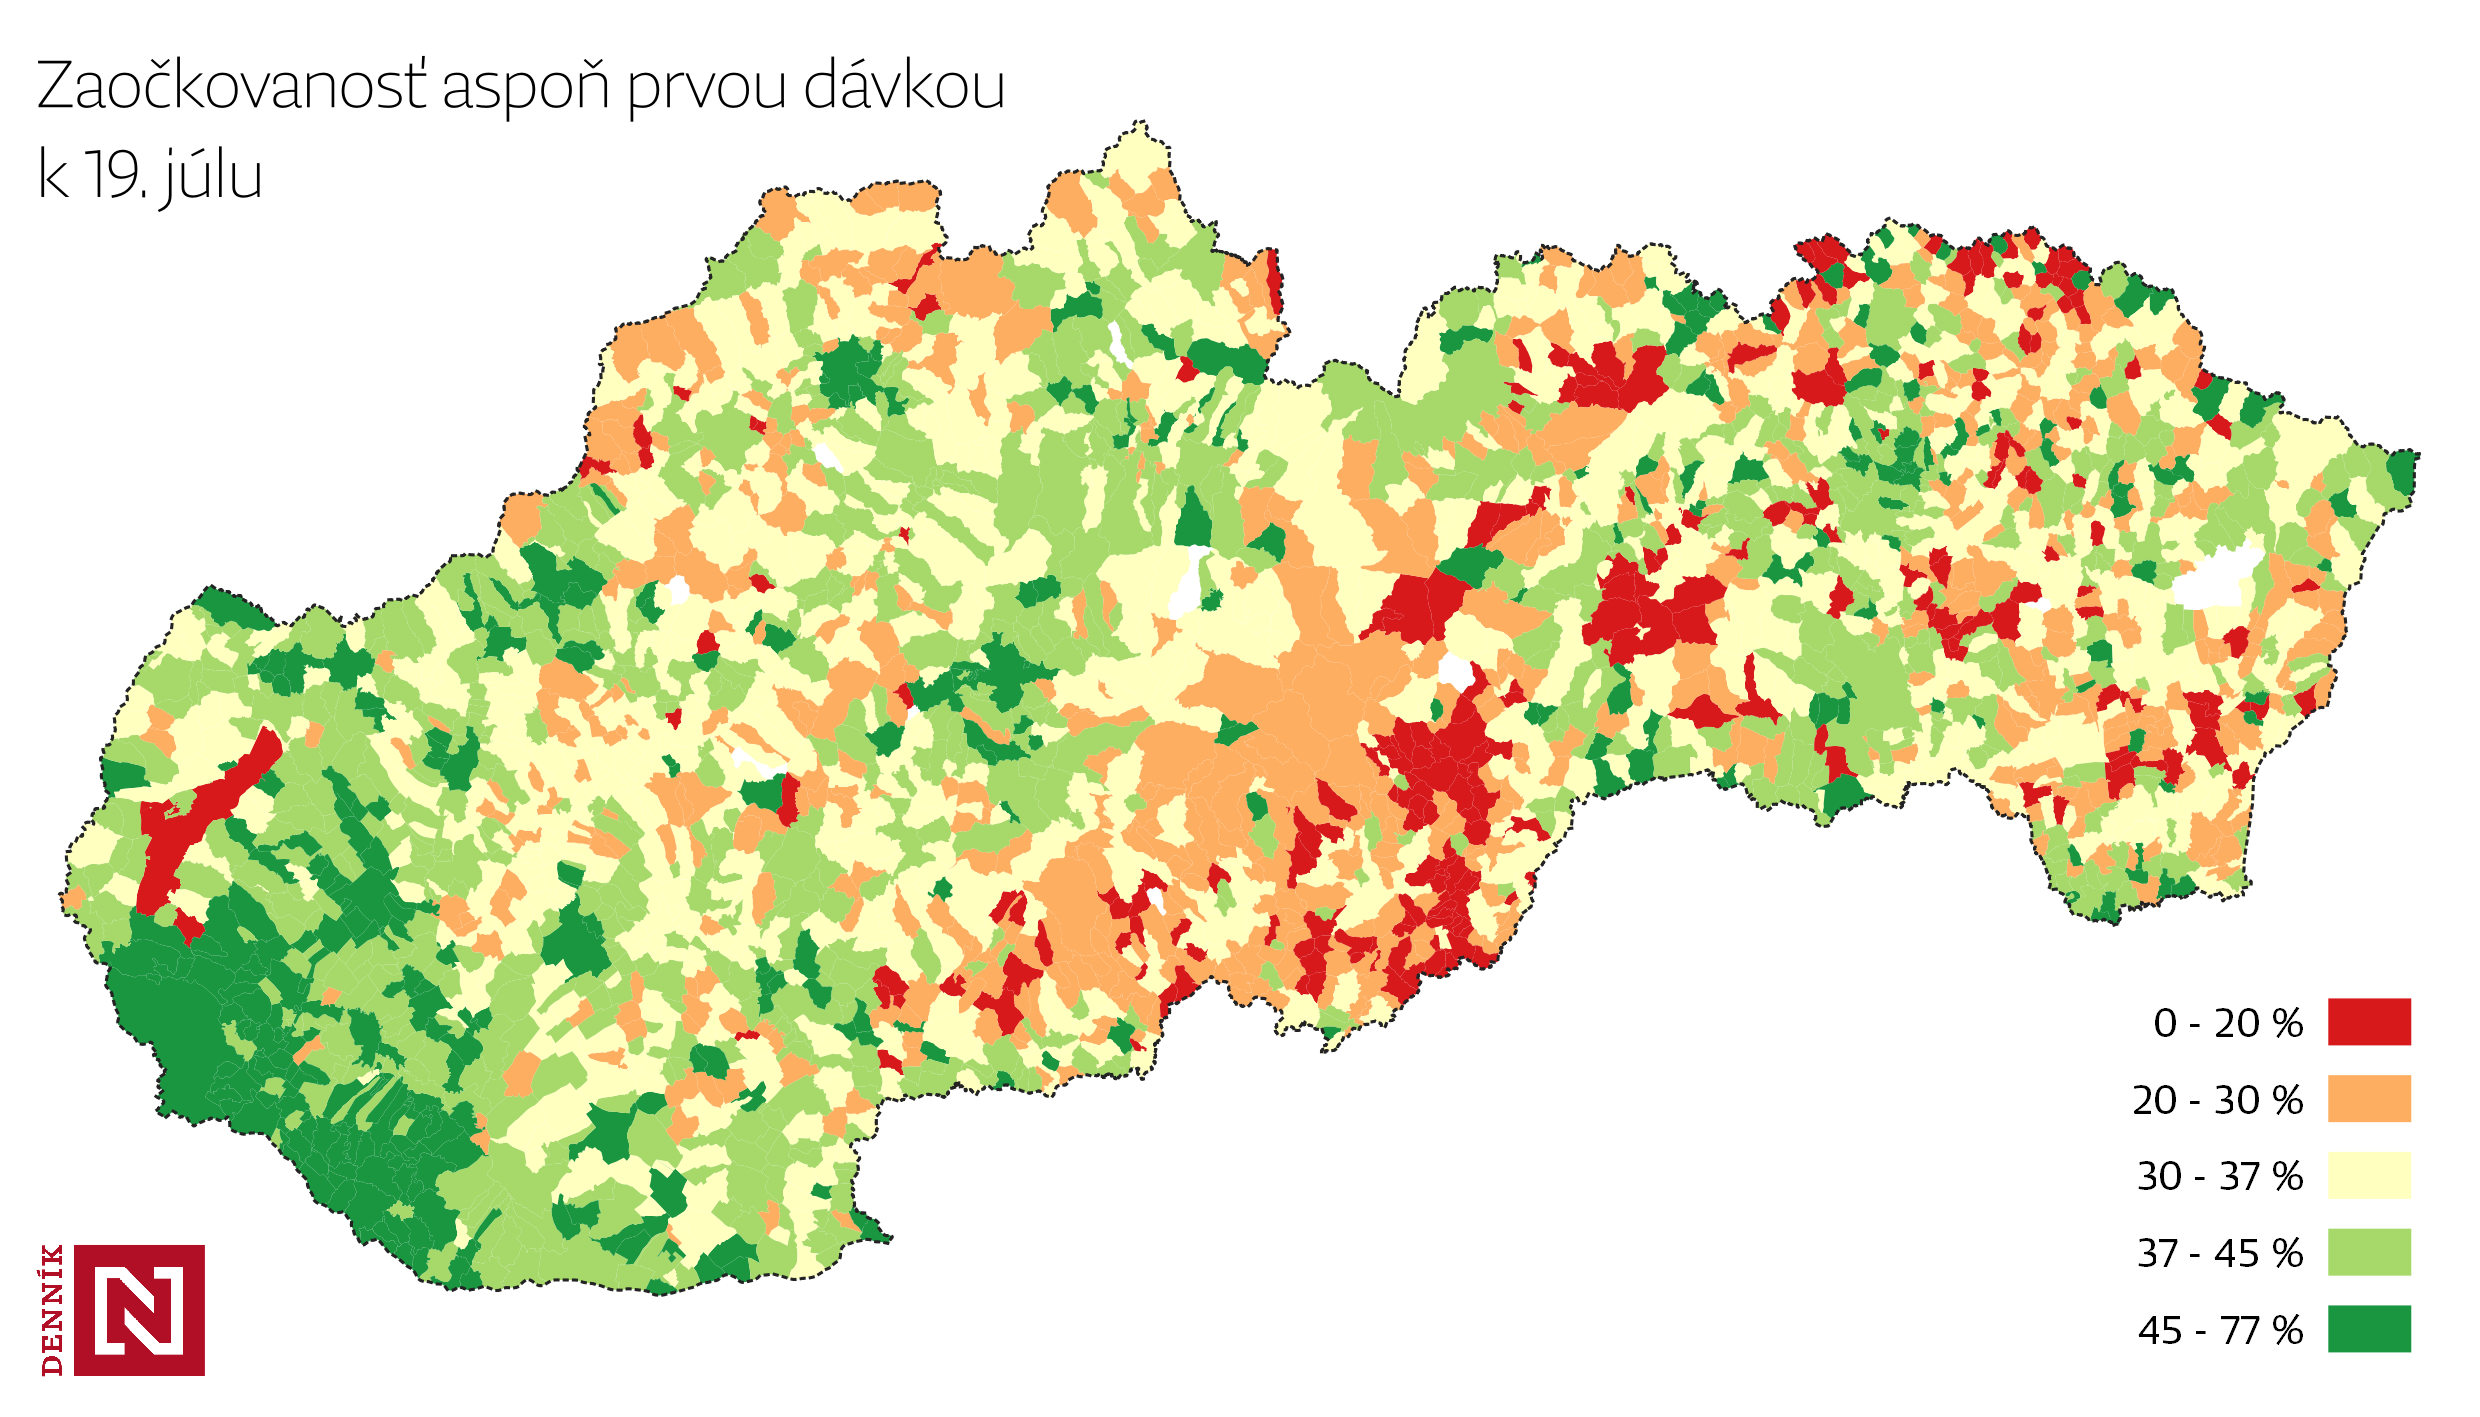 Zaočkovanosť aspoň prvou dávkou
k 19. júlu
0 - 20 %
20 - 30 %
30 - 37 %
37 - 45 %
45 - 77 %
DENNÍK
N